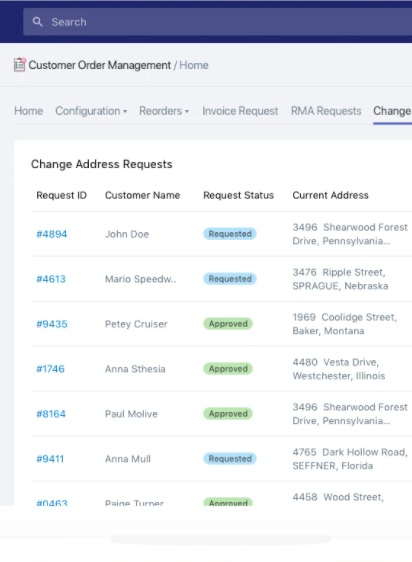 Search
Customer Order Management / Home
Home Configuration Reorders Invoice Request RMA Requests Change
Change Address Requests
Request ID Customer Name Request Status Current Address
#4894 John Doe Requested 3496 Shearwood Forest
Drive, Pennsylvania...
#4613 Mario Speedw.. Requested 3476 Ripple Street,
SPRAGUE, Nebraska
#9435 Petey Cruiser Approved 1969 Coolidge Street,
Baker, Montana
#1746 Anna Sthesia Approved 4480 Vesta Drive,
Westchester, Illinois
#8164 Paul Molive Approved 3496 Shearwood Forest
Drive, Pennsylvania...
#9411 Anna Mull Requested 4765 Dark Hollow Road,
SEFFNER, Florida
#0463 Paige Turner Approved 4458 Wood Street,